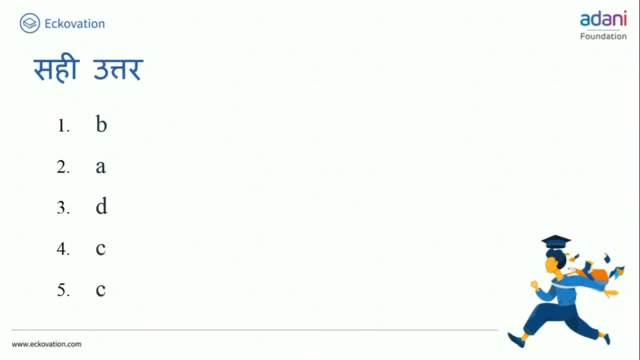 Eckovation
adani
Foundation
सही उत्तर
1. b
2. a
3. d
4. c
5. c
www.eckovation.com